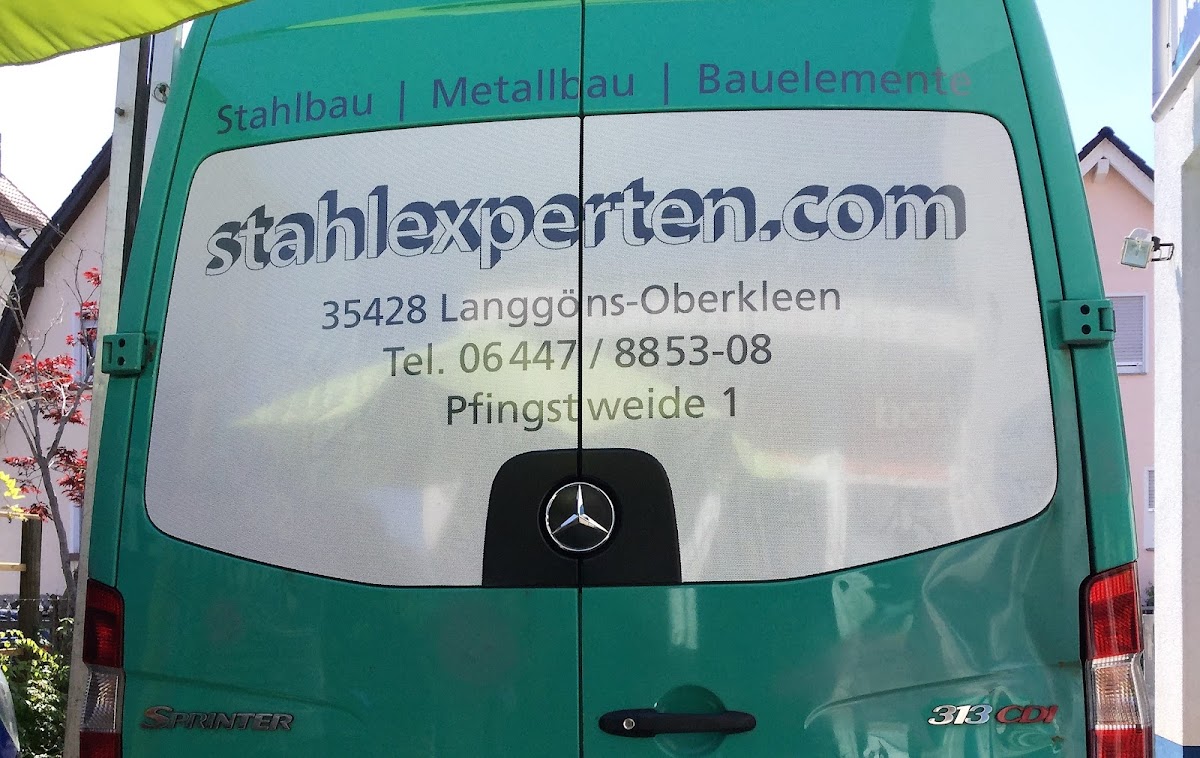 Stahlbau | Metallbau | Bauelemente
stahlexperten.com
35428 Langgöns-Oberkleen
Tel. 06447 / 8853-08
Pfingstweide 1
SPRINTER
313 CDI